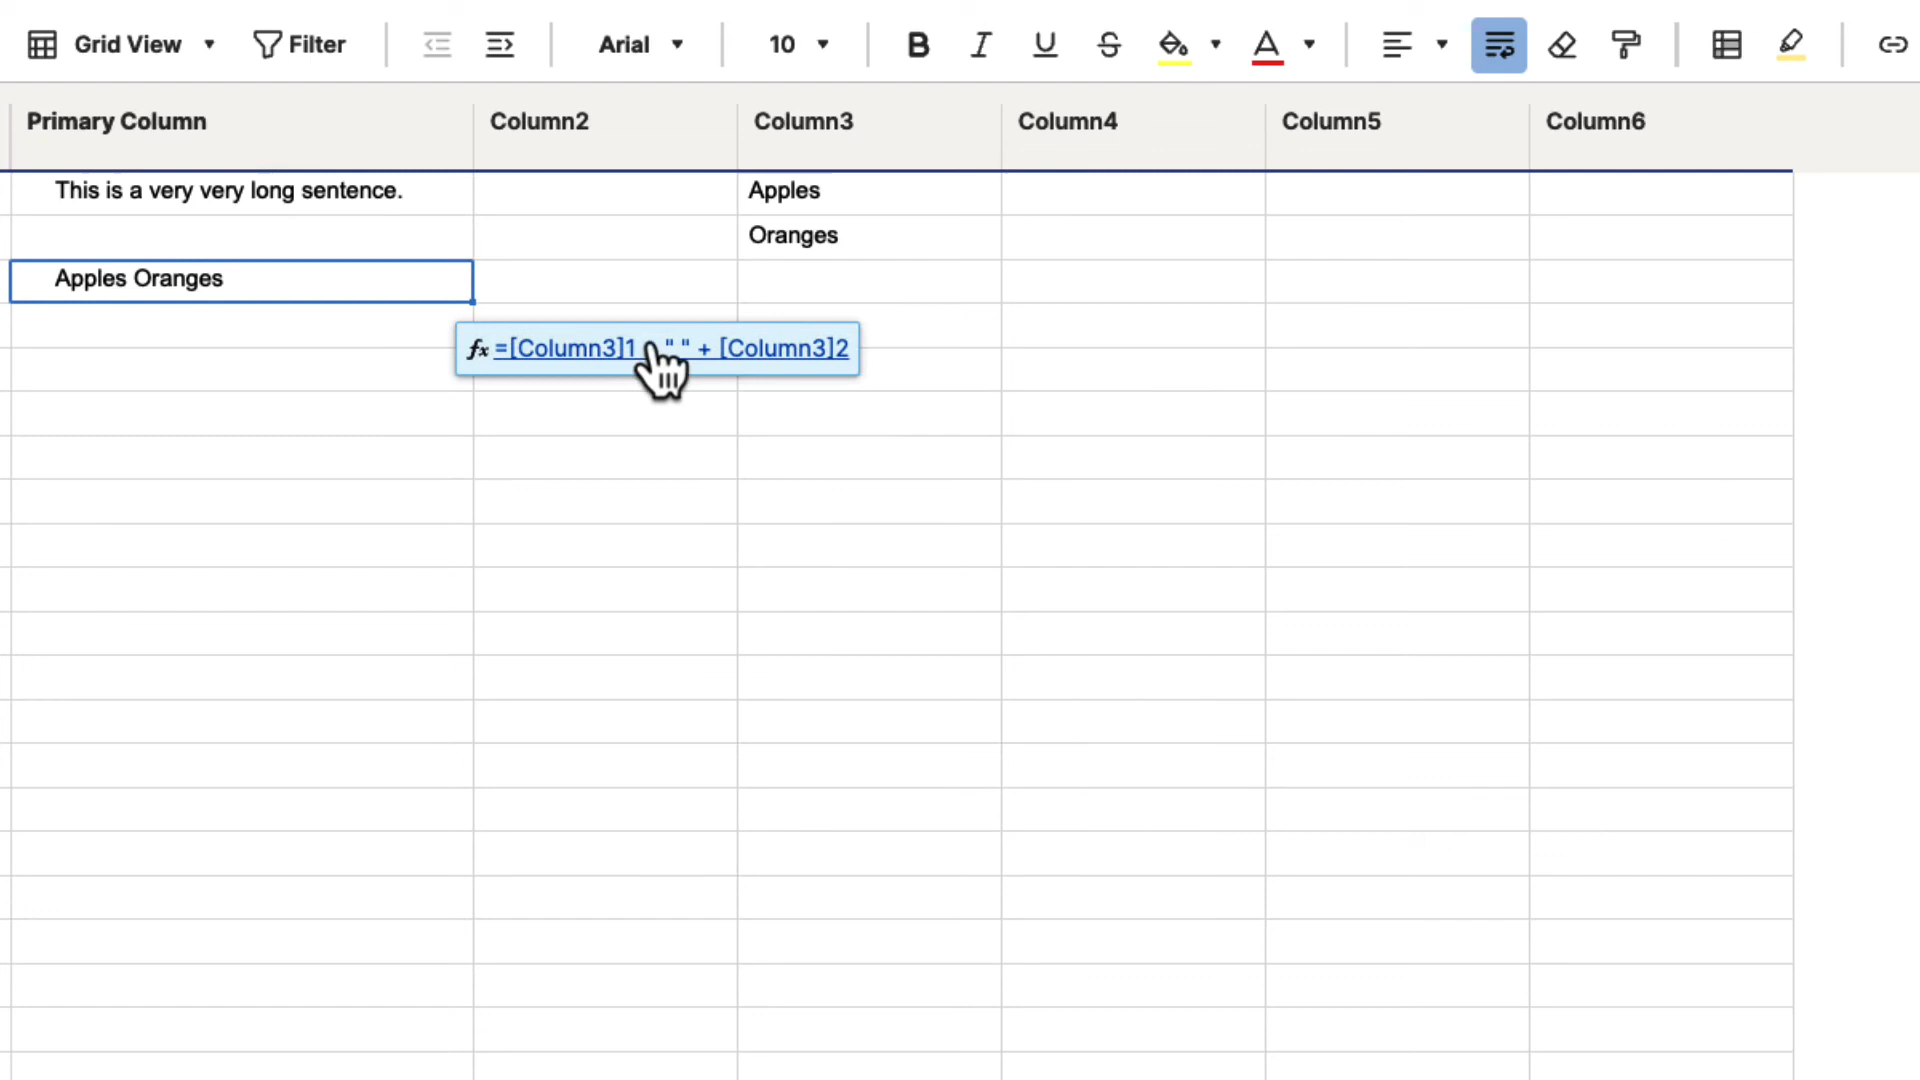 Grid View Filter Arial 10 B I U S A
Primary Column Column2 Column3 Column4 Column5 Column6
This is a very very long sentence. Apples
Oranges
Apples Oranges
fx =[Column3]1 " " + [Column3]2